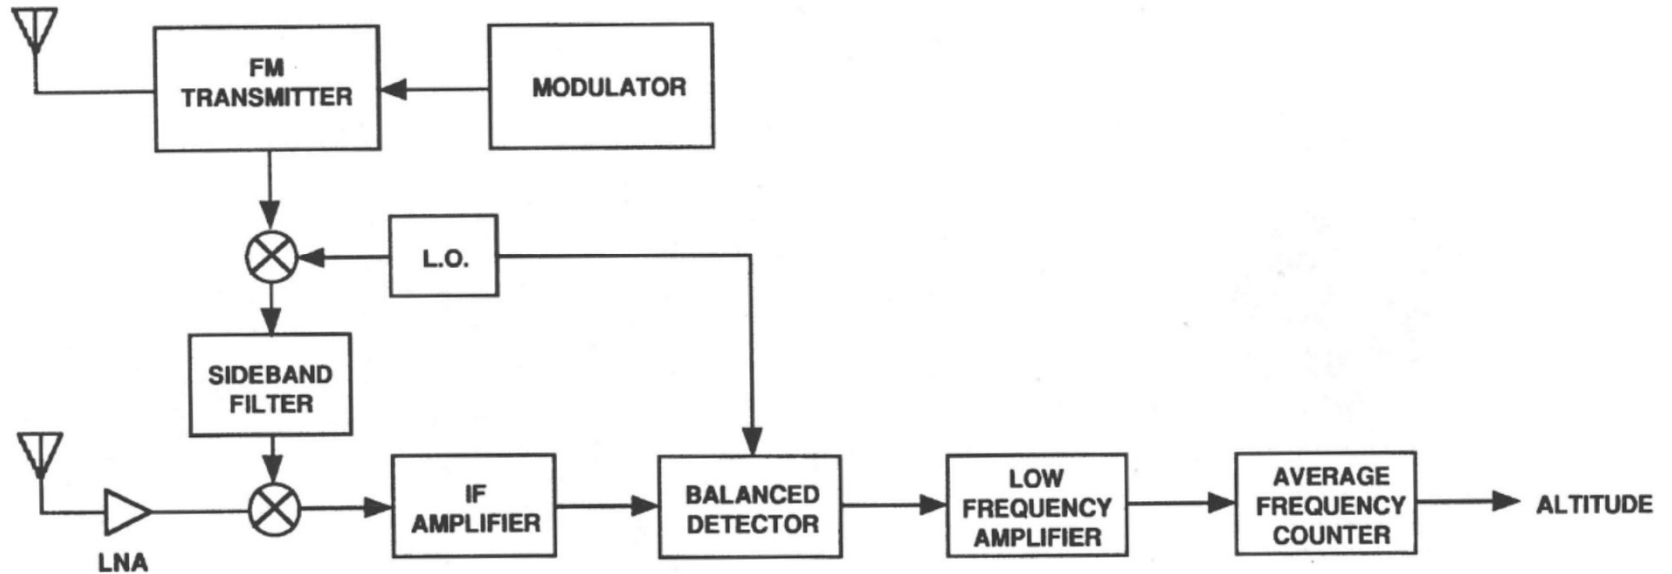 FM
TRANSMITTER
MODULATOR
L.O.
SIDEBAND
FILTER
LNA
IF
AMPLIFIER
BALANCED
DETECTOR
LOW
FREQUENCY
AMPLIFIER
AVERAGE
FREQUENCY
COUNTER
ALTITUDE